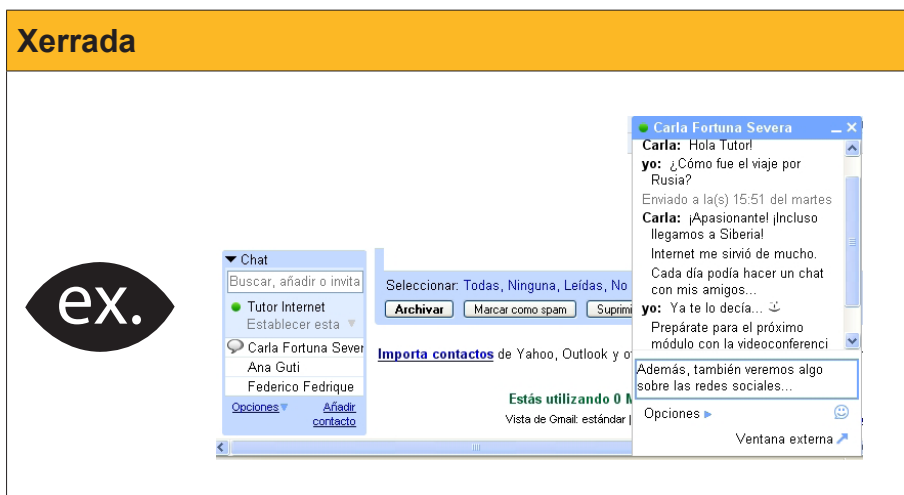 Xerrada
ex.
Chat
Buscar, añadir o invita
Tutor Internet
Establecer esta
Carla Fortuna Sever
Ana Guti
Federico Fedrique
Opciones
Añadir
contacto
Seleccionar: Todas, Ninguna, Leídas, No
Archivar Marcar como spam Suprimi
Importa contactos de Yahoo, Outlook y o
Estás utilizando 0 M
Vista de Gmail: estándar |
Carla Fortuna Severa
Carla: Hola Tutor!
yo: ¿Cómo fue el viaje por
Rusia?
Enviado a la(s) 15:51 del martes
Carla: ¡Apasionante! ¡Incluso
llegamos a Siberia!
Internet me sirvió de mucho.
Cada día podía hacer un chat
con mis amigos...
yo: Ya te lo decía...
Prepárate para el próximo
módulo con la videoconferenci
Además, también veremos algo
sobre las redes sociales...
Opciones
Ventana externa